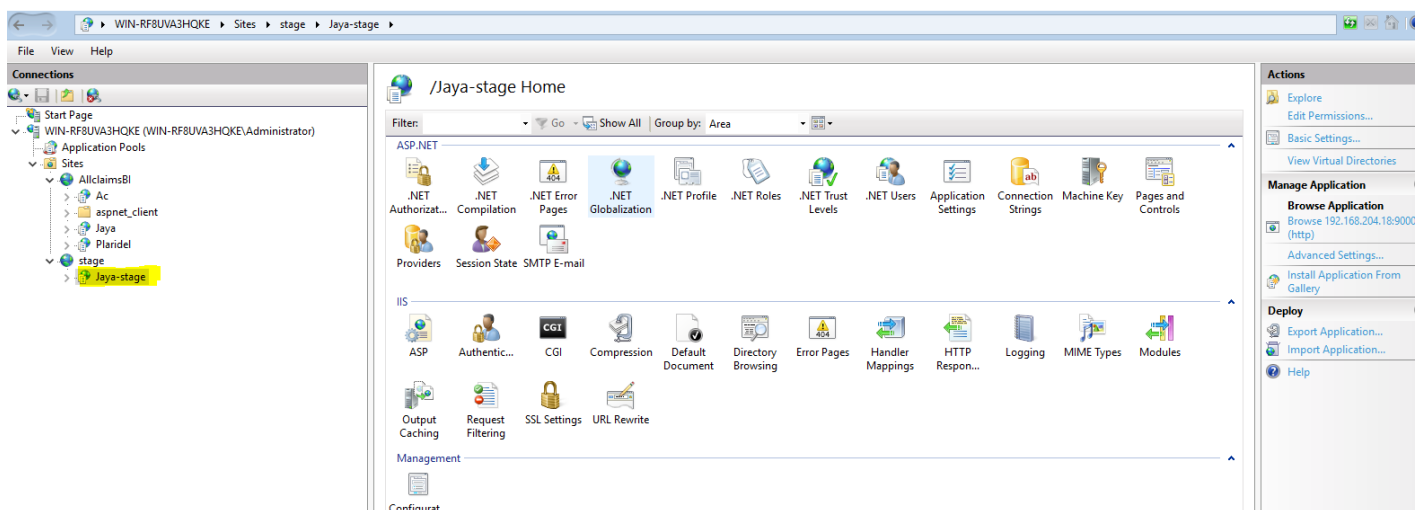 WIN-RF8UVA3HQKE ▸ Sites ▸ stage ▸ Jaya-stage ▸
File View Help
Connections
Start Page
WIN-RF8UVA3HQKE (WIN-RF8UVA3HQKE\Administrator)
Application Pools
Sites
AllclaimsBI
Ac
aspnet_client
Jaya
Plaridel
stage
Jaya-stage
/Jaya-stage Home
Filter: Go Show All Group by: Area
ASP.NET
.NET Authorizat...
.NET Compilation
404
.NET Error Pages
.NET Globalization
.NET Profile
.NET Roles
.NET Trust Levels
.NET Users
Application Settings
ab
Connection Strings
Machine Key
Pages and Controls
Providers
Session State
SMTP E-mail
IIS
ASP
Authentic...
CGI
CGI
Compression
Default Document
Directory Browsing
404
Error Pages
Handler Mappings
HTTP Respon...
Logging
MIME Types
Modules
Output Caching
Request Filtering
SSL Settings
URL Rewrite
Management
Configurat...
Actions
Explore
Edit Permissions...
Basic Settings...
View Virtual Directories
Manage Application
Browse Application
Browse 192.168.204.18:9000
(http)
Advanced Settings...
Install Application From
Gallery
Deploy
Export Application...
Import Application...
Help